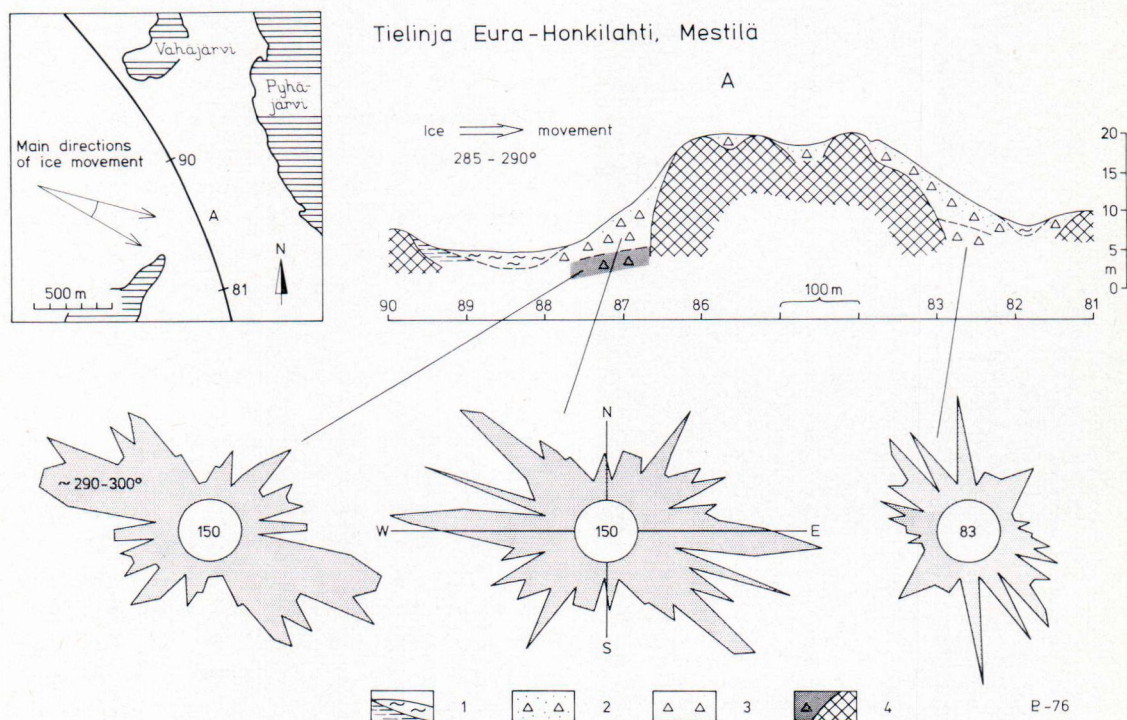 Tielinja Eura-Honkilahti, Mestilä
Vahäjärvi
Pyhä-
järvi
Main directions
of ice movement
90
A
N
81
500 m
A
Ice movement
285 - 290°
20
15
10
5
m
0
90 89 88 87 86 100 m 83 82 81
~ 290-300°
150
N
W
150
E
S
83
1 2 3 4 P-76